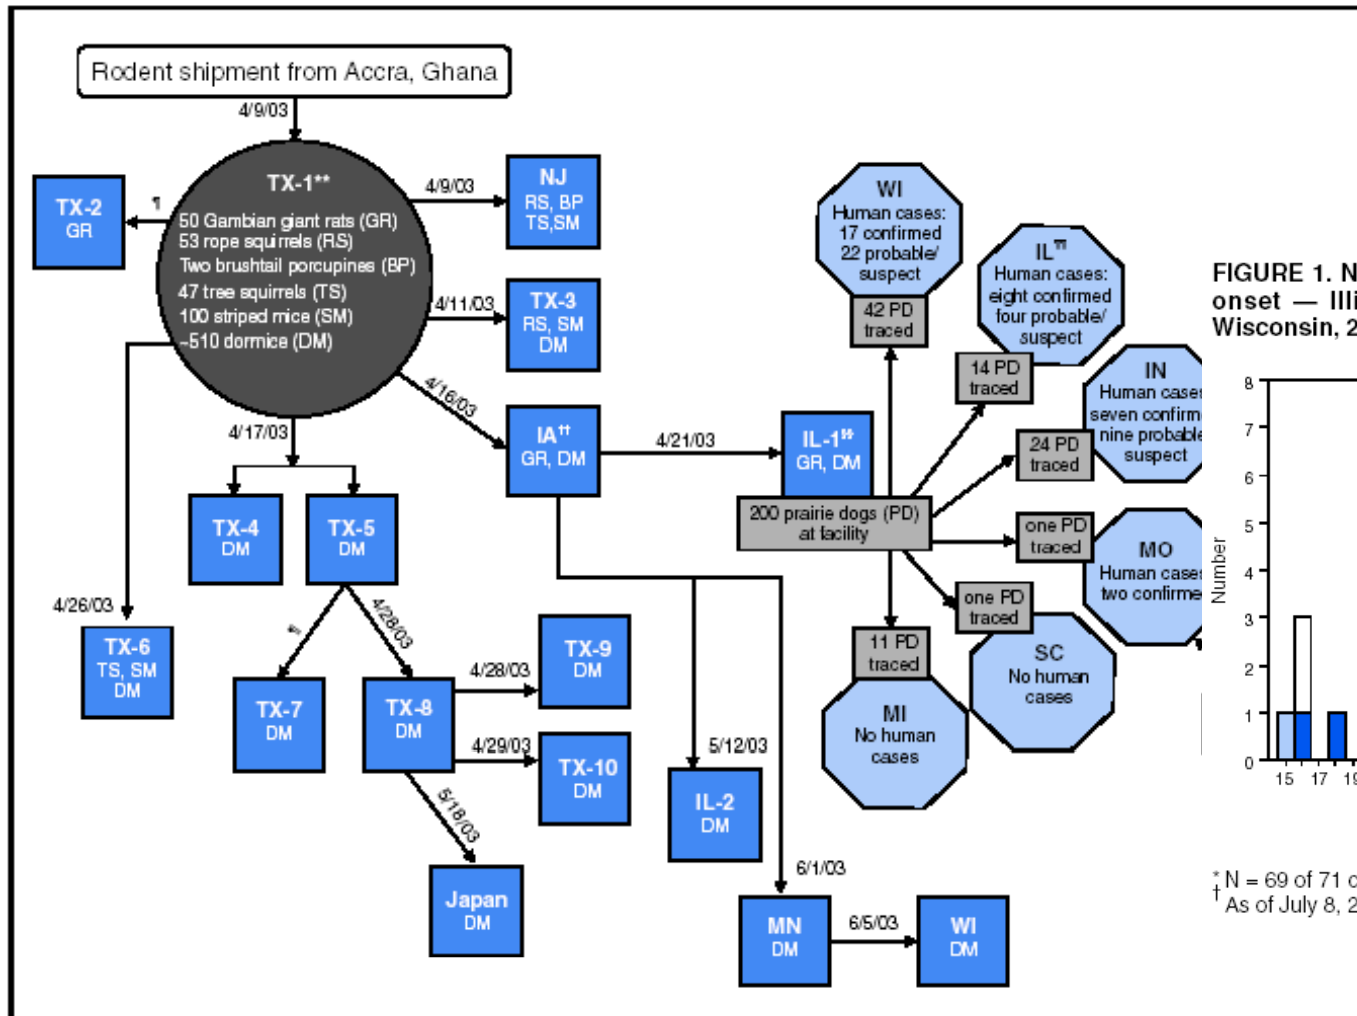 Rodent shipment from Accra, Ghana
4/9/03
TX-1**
50 Gambian giant rats (GR)
53 rope squirrels (RS)
Two brushtail porcupines (BP)
47 tree squirrels (TS)
100 striped mice (SM)
~510 dormice (DM)
¶
TX-2
GR
4/9/03
NJ
RS, BP
TS,SM
4/11/03
TX-3
RS, SM
DM
4/16/03
IA††
GR, DM
4/21/03
IL-1§§
GR, DM
200 prairie dogs (PD)
at facility
4/17/03
TX-4
DM
TX-5
DM
4/26/03
TX-6
TS, SM
DM
¶
TX-7
DM
4/28/03
TX-8
DM
4/28/03
TX-9
DM
4/29/03
TX-10
DM
5/18/03
Japan
DM
5/12/03
IL-2
DM
6/1/03
MN
DM
6/5/03
WI
DM
WI
Human cases:
17 confirmed
22 probable/
suspect
42 PD
traced
IL¶¶
Human cases:
eight confirmed
four probable/
suspect
14 PD
traced
IN
Human cases
seven confirme
nine probable
suspect
24 PD
traced
MO
Human cases
two confirme
one PD
traced
SC
No human
cases
one PD
traced
MI
No human
cases
11 PD
traced
FIGURE 1. N
onset — Illi
Wisconsin, 2
Number
8
7
6
5
4
3
2
1
0
15 17 19
* N = 69 of 71 c
† As of July 8, 2